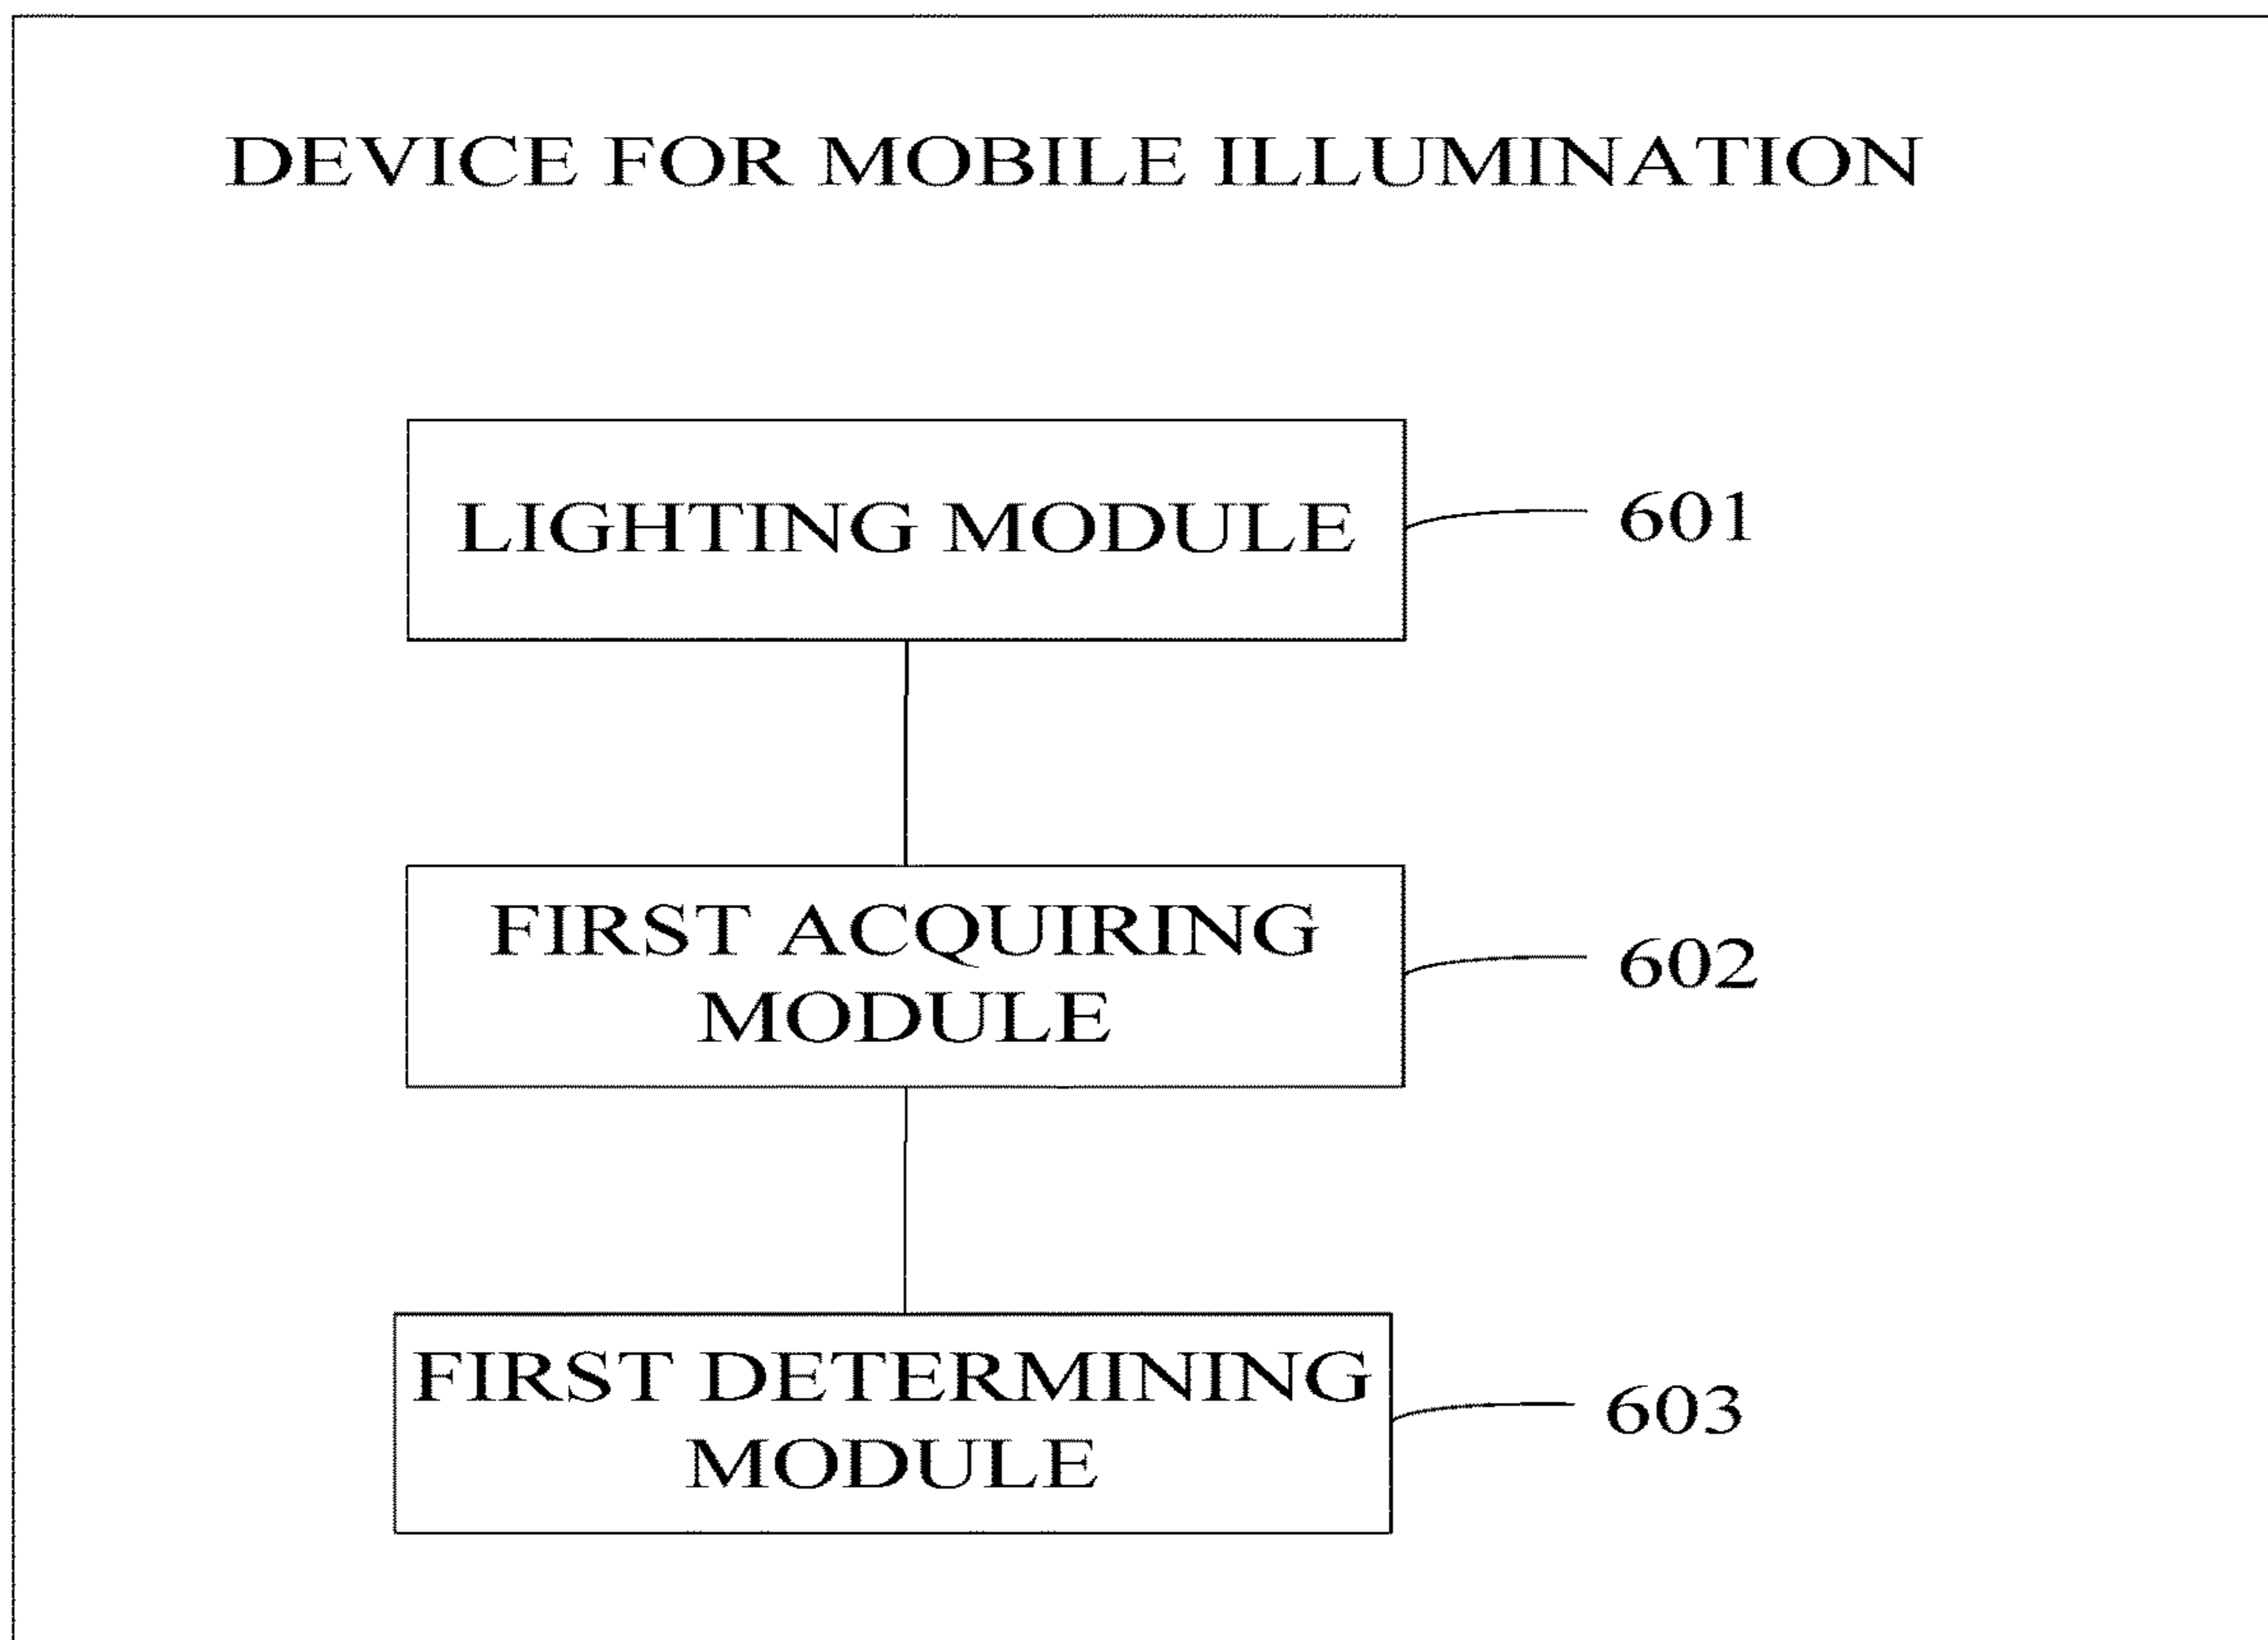 DEVICE FOR MOBILE ILLUMINATION
LIGHTING MODULE
601
FIRST ACQUIRING
MODULE
602
FIRST DETERMINING
MODULE
603